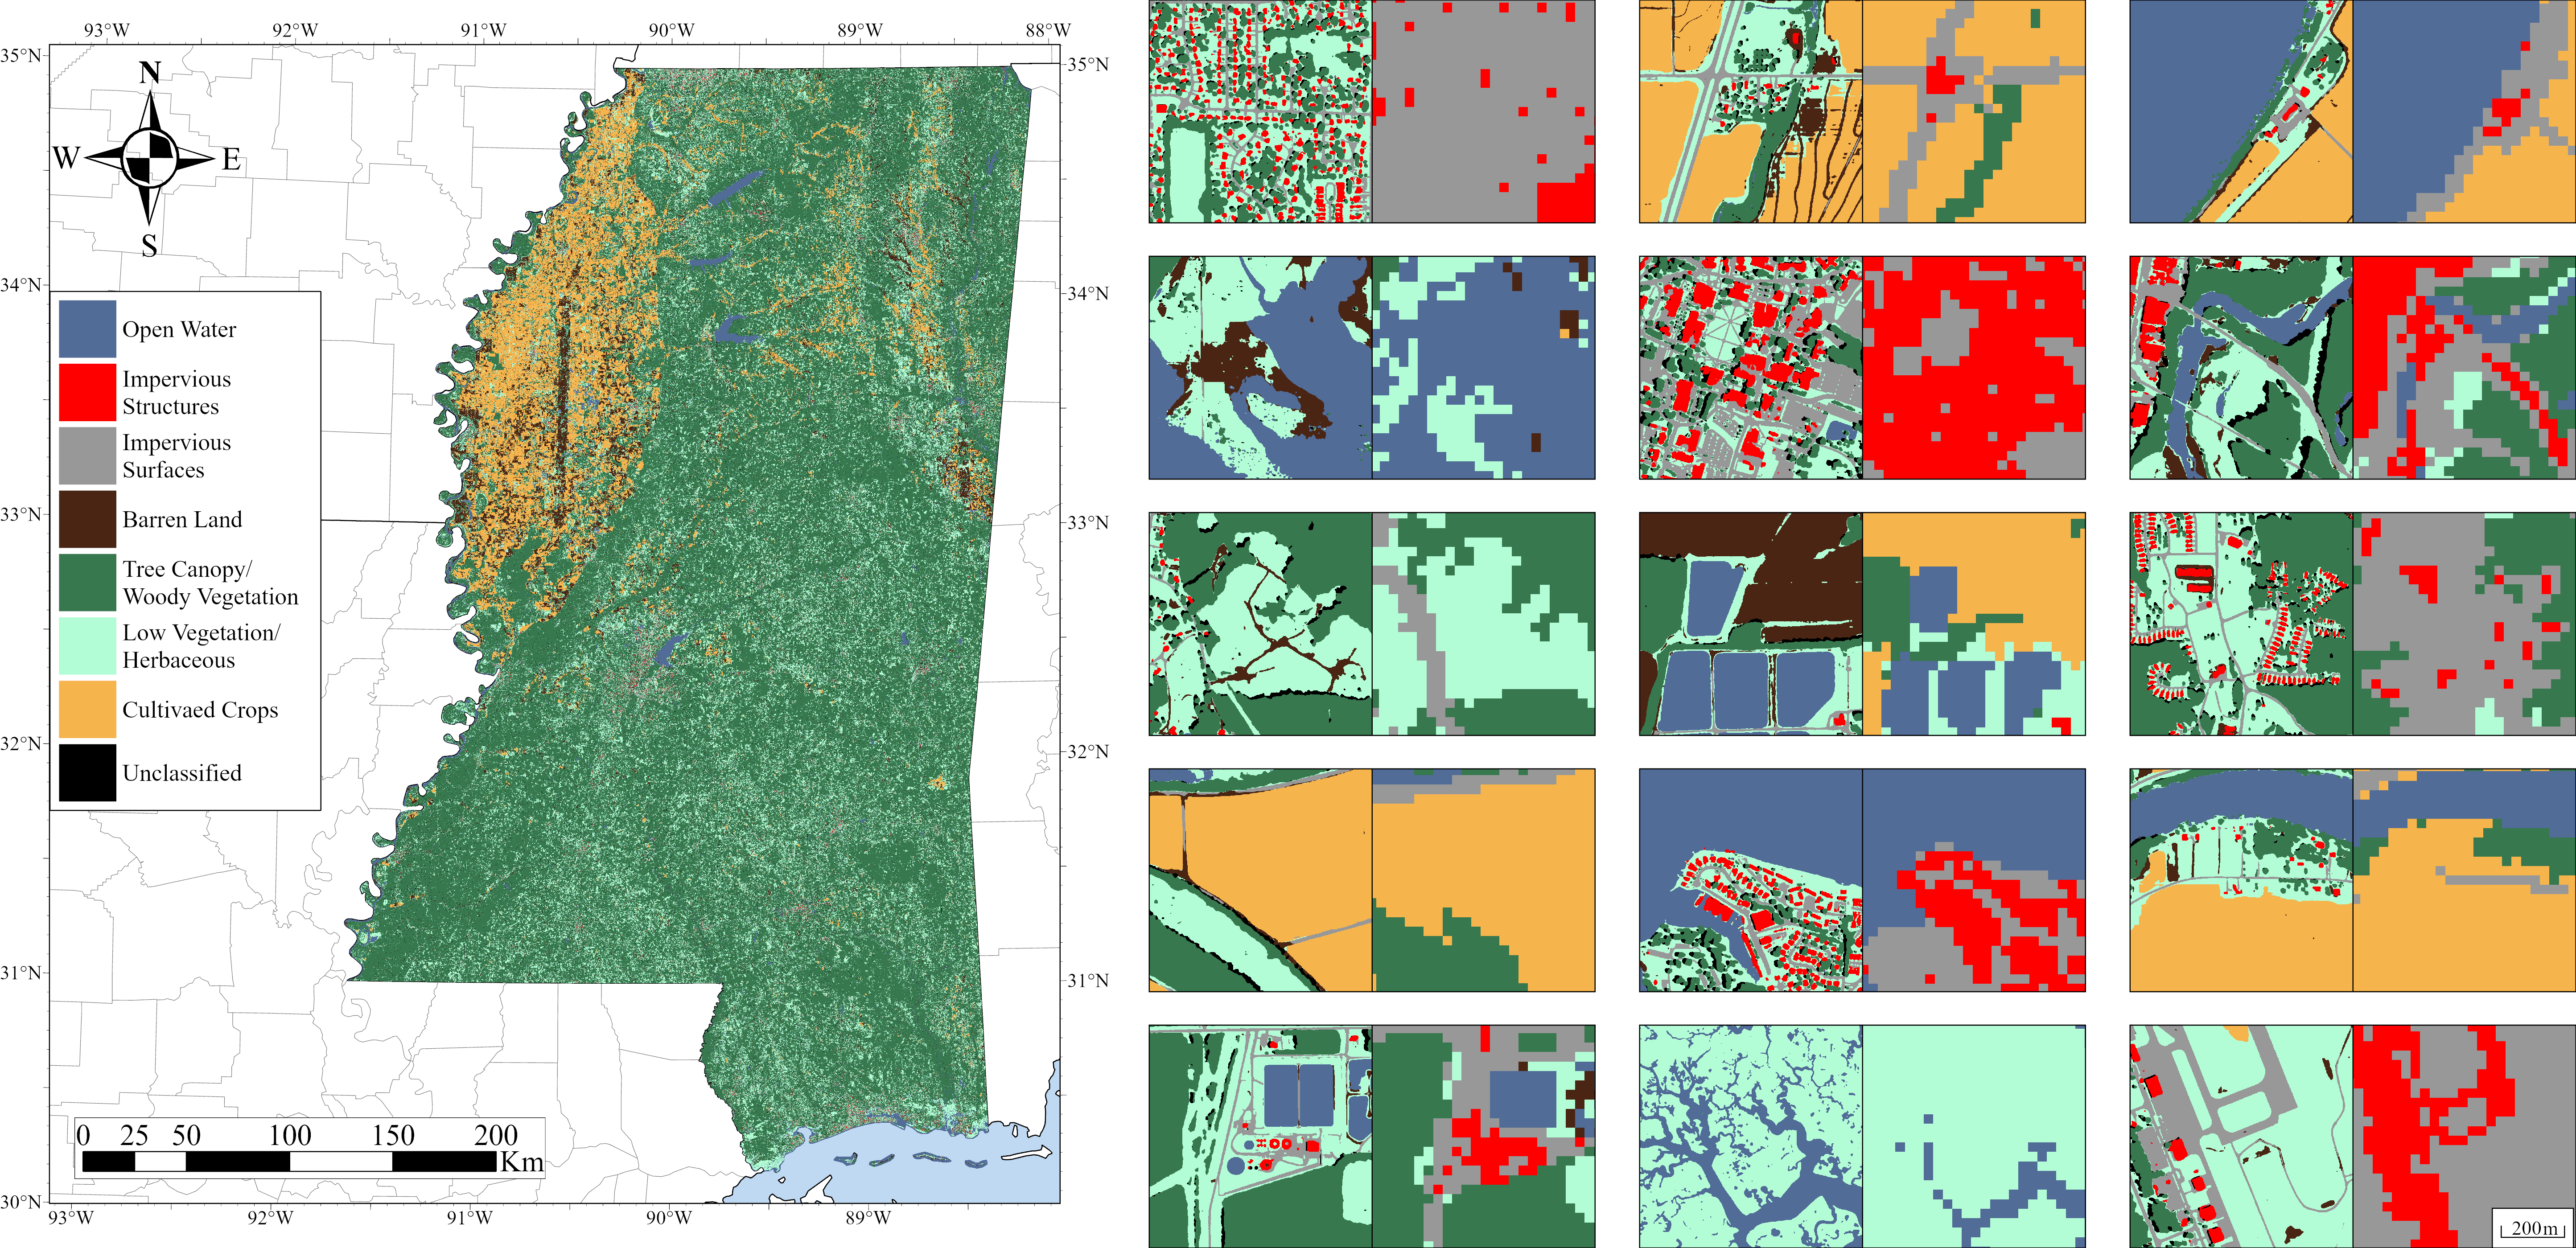 93°W 92°W 91°W 90°W 89°W 88°W
35°N
35°N
N
W E
S
34°N
34°N
Open Water
Impervious
Structures
Impervious
Surfaces
Barren Land
33°N
33°N
Tree Canopy/
Woody Vegetation
Low Vegetation/
Herbaceous
Cultivaed Crops
Unclassified
32°N
32°N
31°N
31°N
0 25 50 100 150 200
Km
30°N
93°W 92°W 91°W 90°W 89°W
200m